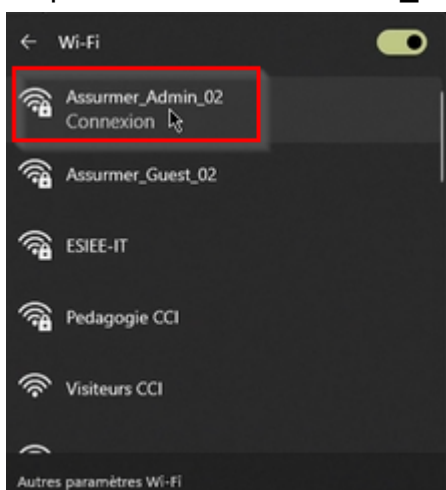 ← Wi-Fi
Assurmer_Admin_02
Connexion
Assurmer_Guest_02
ESIEE-IT
Pedagogie CCI
Visiteurs CCI
Autres paramètres Wi-Fi